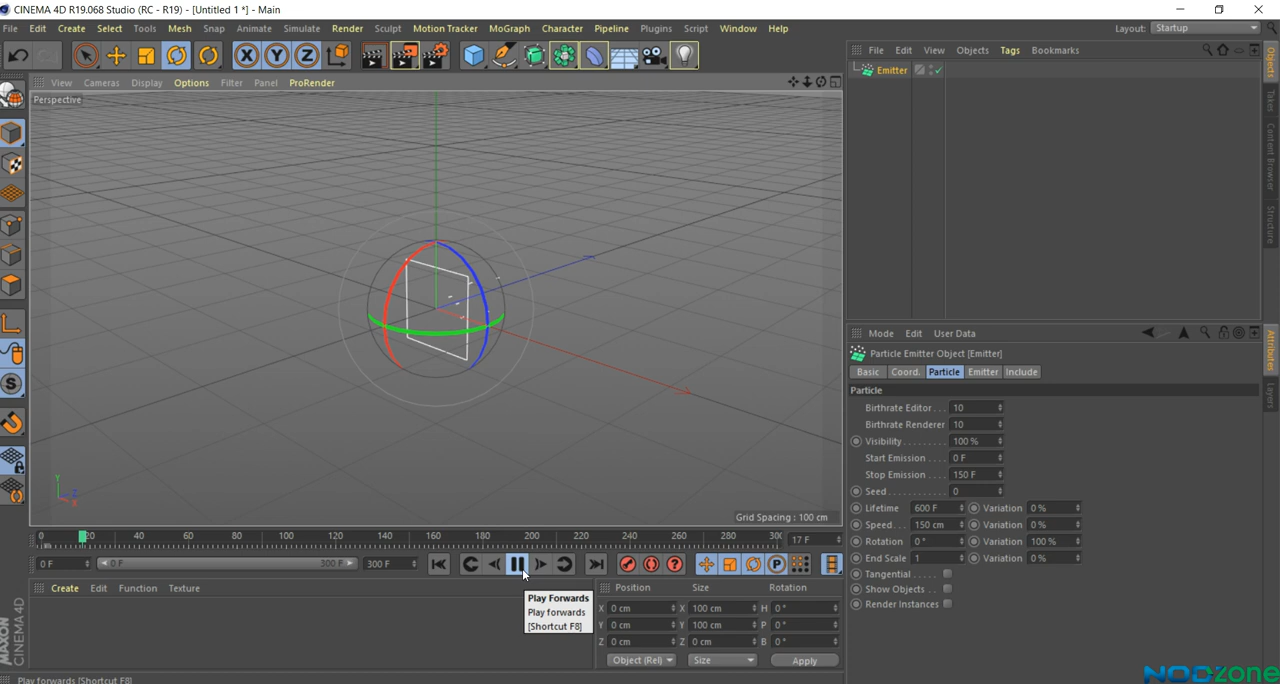 CINEMA 4D R19.068 Studio (RC - R19) - [Untitled 1 *] - Main
File Edit Create Select Tools Mesh Snap Animate Simulate Render Sculpt Motion Tracker MoGraph Character Pipeline Plugins Script Window Help
Layout: Startup
View Cameras Display Options Filter Panel ProRender
Perspective
File Edit View Objects Tags Bookmarks
Emitter
Objects
Takes
Content Browser
Structure
Mode Edit User Data
Particle Emitter Object [Emitter]
Basic Coord. Particle Emitter Include
Particle
Birthrate Editor . . . 10
Birthrate Renderer 10
Visibility . . . . . . . . . 100 %
Start Emission . . . . 0 F
Stop Emission . . . . 150 F
Seed . . . . . . . . . . . . 0
Lifetime 600 F Variation 0 %
Speed . . . 150 cm Variation 0 %
Rotation 0 ° Variation 100 %
End Scale 1 Variation 0 %
Tangential . . . . .
Show Objects . .
Render Instances
Attributes
Layers
Y
Z
X
Grid Spacing : 100 cm
0 20 40 60 80 100 120 140 160 180 200 220 240 260 280 30 17 F
0 F 0 F 300 F 300 F
Create Edit Function Texture
Play Forwards
Play forwards
[Shortcut F8]
Position Size Rotation
X 0 cm X 100 cm H 0 °
Y 0 cm Y 100 cm P 0 °
Z 0 cm Z 0 cm B 0 °
Object (Rel) Size Apply
MAXON
CINEMA 4D
Play forwards [Shortcut F8]
NODzone